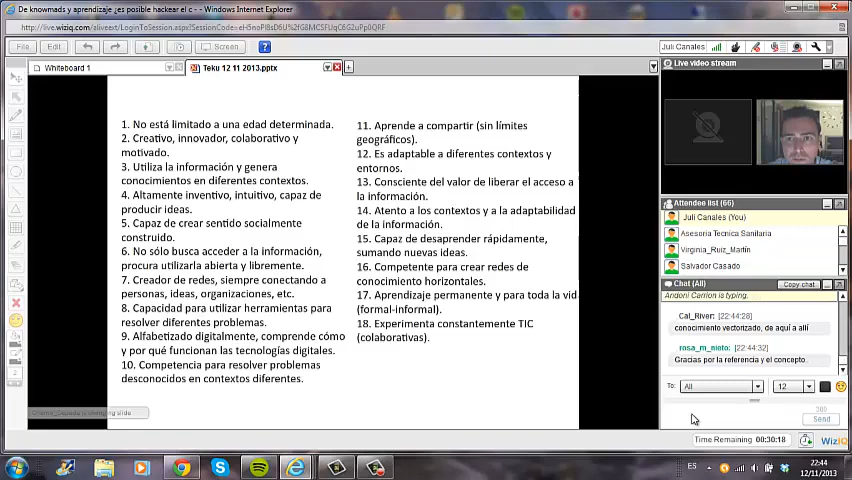 De knowmads y aprendizaje ¿es posible hackear el c - - Windows Internet Explorer
File
Edit
Screen
Juli Canales
Whiteboard 1
Teku 12 11 2013.pptx
1. No está limitado a una edad determinada.
2. Creativo, innovador, colaborativo y
motivado.
3. Utiliza la información y genera
conocimientos en diferentes contextos.
4. Altamente inventivo, intuitivo, capaz de
producir ideas.
5. Capaz de crear sentido socialmente
construido.
6. No sólo busca acceder a la información,
procura utilizarla abierta y libremente.
7. Creador de redes, siempre conectando a
personas, ideas, organizaciones, etc.
8. Capacidad para utilizar herramientas para
resolver diferentes problemas.
9. Alfabetizado digitalmente, comprende cómo
y por qué funcionan las tecnologías digitales.
10. Competencia para resolver problemas
desconocidos en contextos diferentes.
11. Aprende a compartir (sin límites
geográficos).
12. Es adaptable a diferentes contextos y
entornos.
13. Consciente del valor de liberar el acceso a
la información.
14. Atento a los contextos y a la adaptabilidad
de la información.
15. Capaz de desaprender rápidamente,
sumando nuevas ideas.
16. Competente para crear redes de
conocimiento horizontales.
17. Aprendizaje permanente y para toda la vid
(formal-informal).
18. Experimenta constantemente TIC
(colaborativas).
is changing slide
Live video stream
Attendee list (66)
Juli Canales (You)
Asesoria Tecnica Sanitaria
Virginia_Ruiz_Martín
Salvador Casado
Chat (All)
Copy chat
Andoni Carrion is typing.
Cal_River: [22:44:28]
conocimiento vectorizado, de aquí a allí
rosa_m_nieto: [22:44:32]
Gracias por la referencia y el concepto.
To:
All
12
200
Send
Time Remaining 00:30:18
WizIQ
ES
22:44
12/11/2013